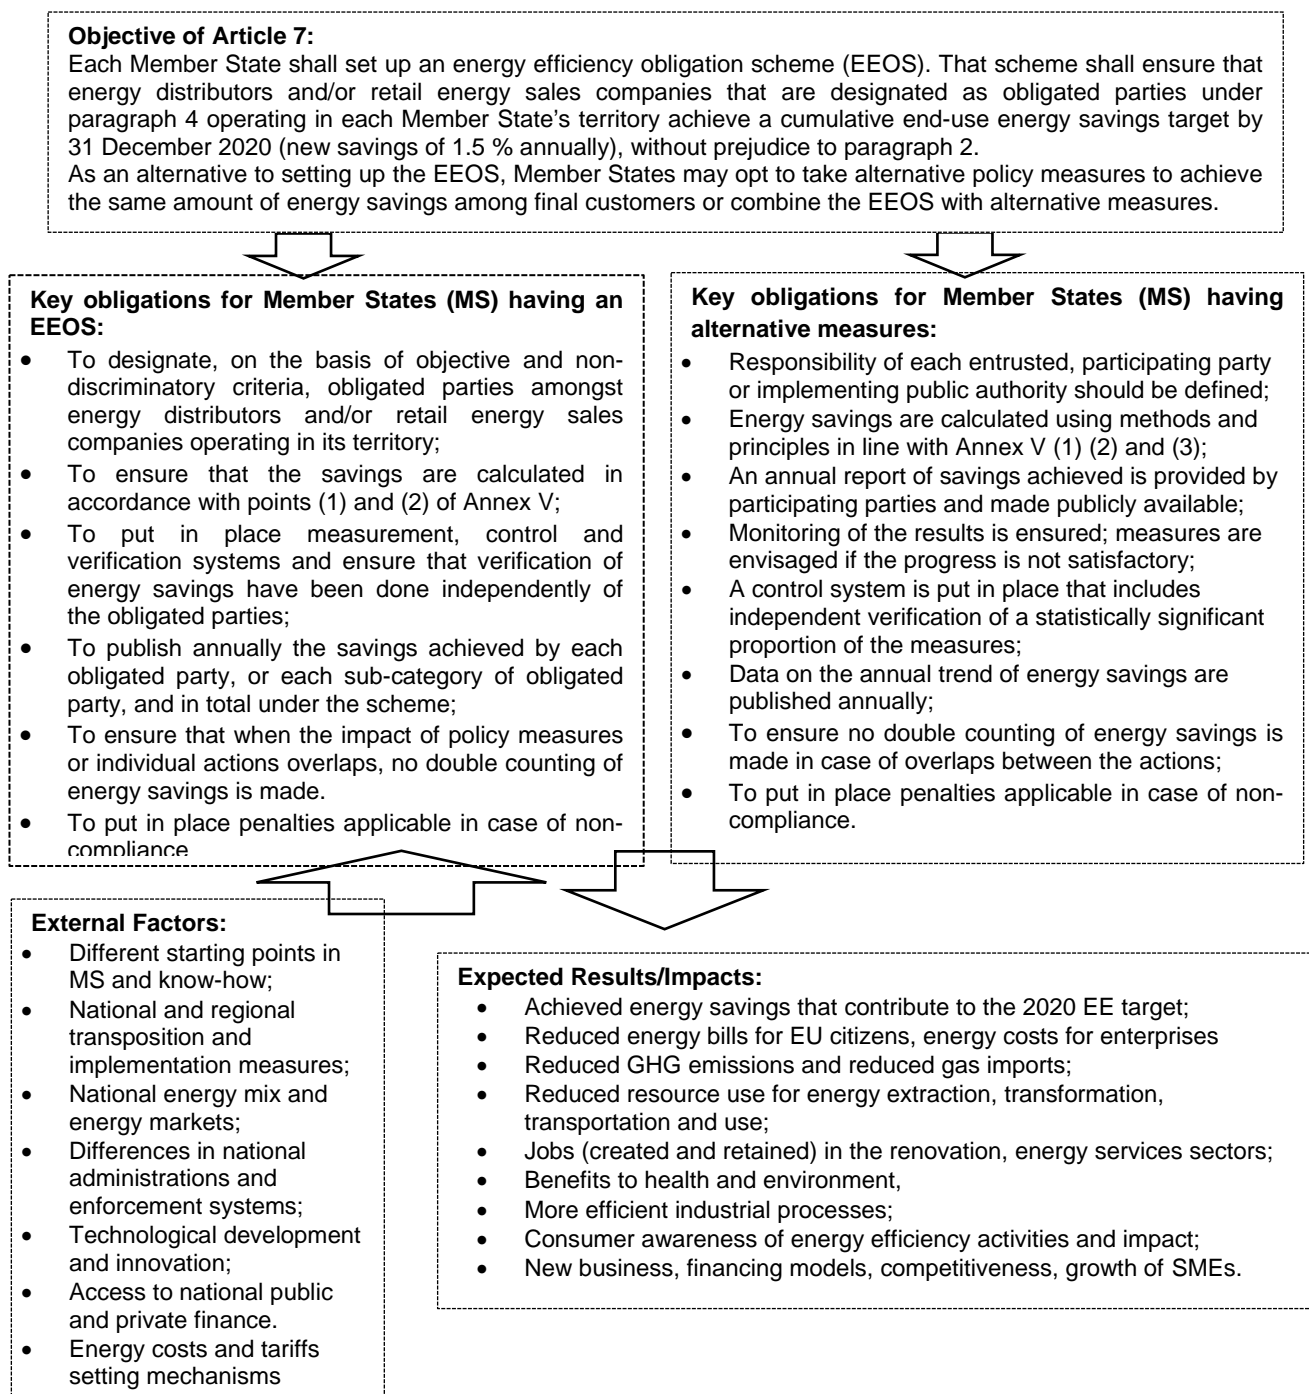 Objective of Article 7:
Each Member State shall set up an energy efficiency obligation scheme (EEOS). That scheme shall ensure that
energy distributors and/or retail energy sales companies that are designated as obligated parties under
paragraph 4 operating in each Member State's territory achieve a cumulative end-use energy savings target by
31 December 2020 (new savings of 1.5 % annually), without prejudice to paragraph 2.
As an alternative to setting up the EEOS, Member States may opt to take alternative policy measures to achieve
the same amount of energy savings among final customers or combine the EEOS with alternative measures.
Key obligations for Member States (MS) having an
EEOS:
• To designate, on the basis of objective and non-
discriminatory criteria, obligated parties amongst
energy distributors and/or retail energy sales
companies operating in its territory;
• To ensure that the savings are calculated in
accordance with points (1) and (2) of Annex V;
• To put in place measurement, control and
verification systems and ensure that verification of
energy savings have been done independently of
the obligated parties;
• To publish annually the savings achieved by each
obligated party, or each sub-category of obligated
party, and in total under the scheme;
• To ensure that when the impact of policy measures
or individual actions overlaps, no double counting of
energy savings is made.
• To put in place penalties applicable in case of non-
compliance
Key obligations for Member States (MS) having
alternative measures:
• Responsibility of each entrusted, participating party
or implementing public authority should be defined;
• Energy savings are calculated using methods and
principles in line with Annex V (1) (2) and (3);
• An annual report of savings achieved is provided by
participating parties and made publicly available;
• Monitoring of the results is ensured; measures are
envisaged if the progress is not satisfactory;
• A control system is put in place that includes
independent verification of a statistically significant
proportion of the measures;
• Data on the annual trend of energy savings are
published annually;
• To ensure no double counting of energy savings is
made in case of overlaps between the actions;
• To put in place penalties applicable in case of non-
compliance.
External Factors:
• Different starting points in
MS and know-how;
• National and regional
transposition and
implementation measures;
• National energy mix and
energy markets;
• Differences in national
administrations and
enforcement systems;
• Technological development
and innovation;
• Access to national public
and private finance.
• Energy costs and tariffs
setting mechanisms
Expected Results/Impacts:
• Achieved energy savings that contribute to the 2020 EE target;
• Reduced energy bills for EU citizens, energy costs for enterprises
• Reduced GHG emissions and reduced gas imports;
• Reduced resource use for energy extraction, transformation,
transportation and use;
• Jobs (created and retained) in the renovation, energy services sectors;
• Benefits to health and environment,
• More efficient industrial processes;
• Consumer awareness of energy efficiency activities and impact;
• New business, financing models, competitiveness, growth of SMEs.